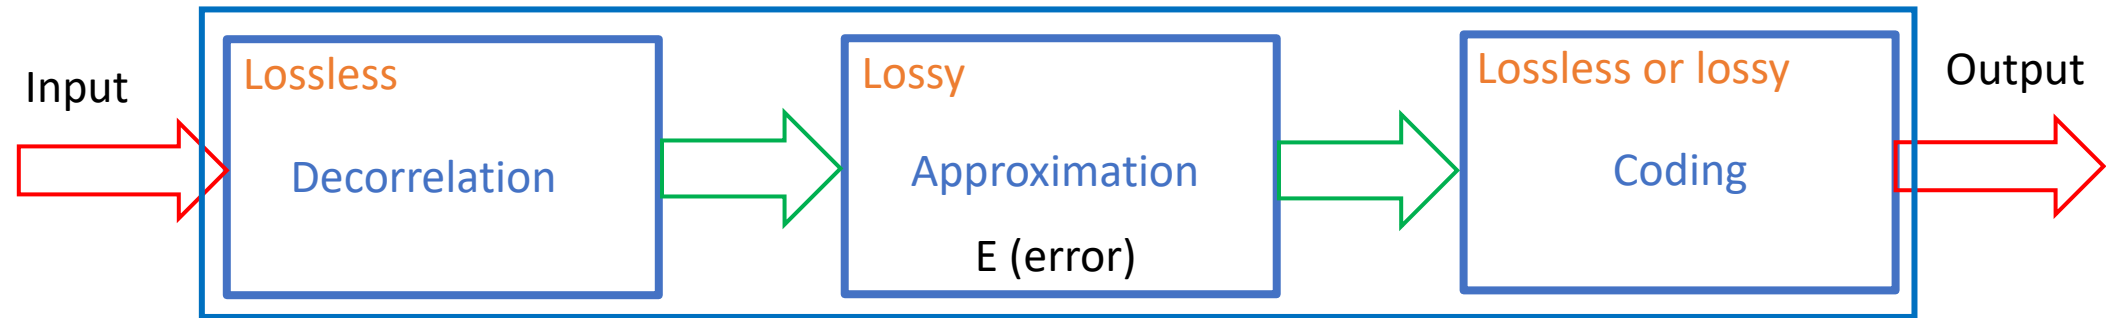 Input
Lossless
Decorrelation
Lossy
Approximation
E (error)
Lossless or lossy
Coding
Output